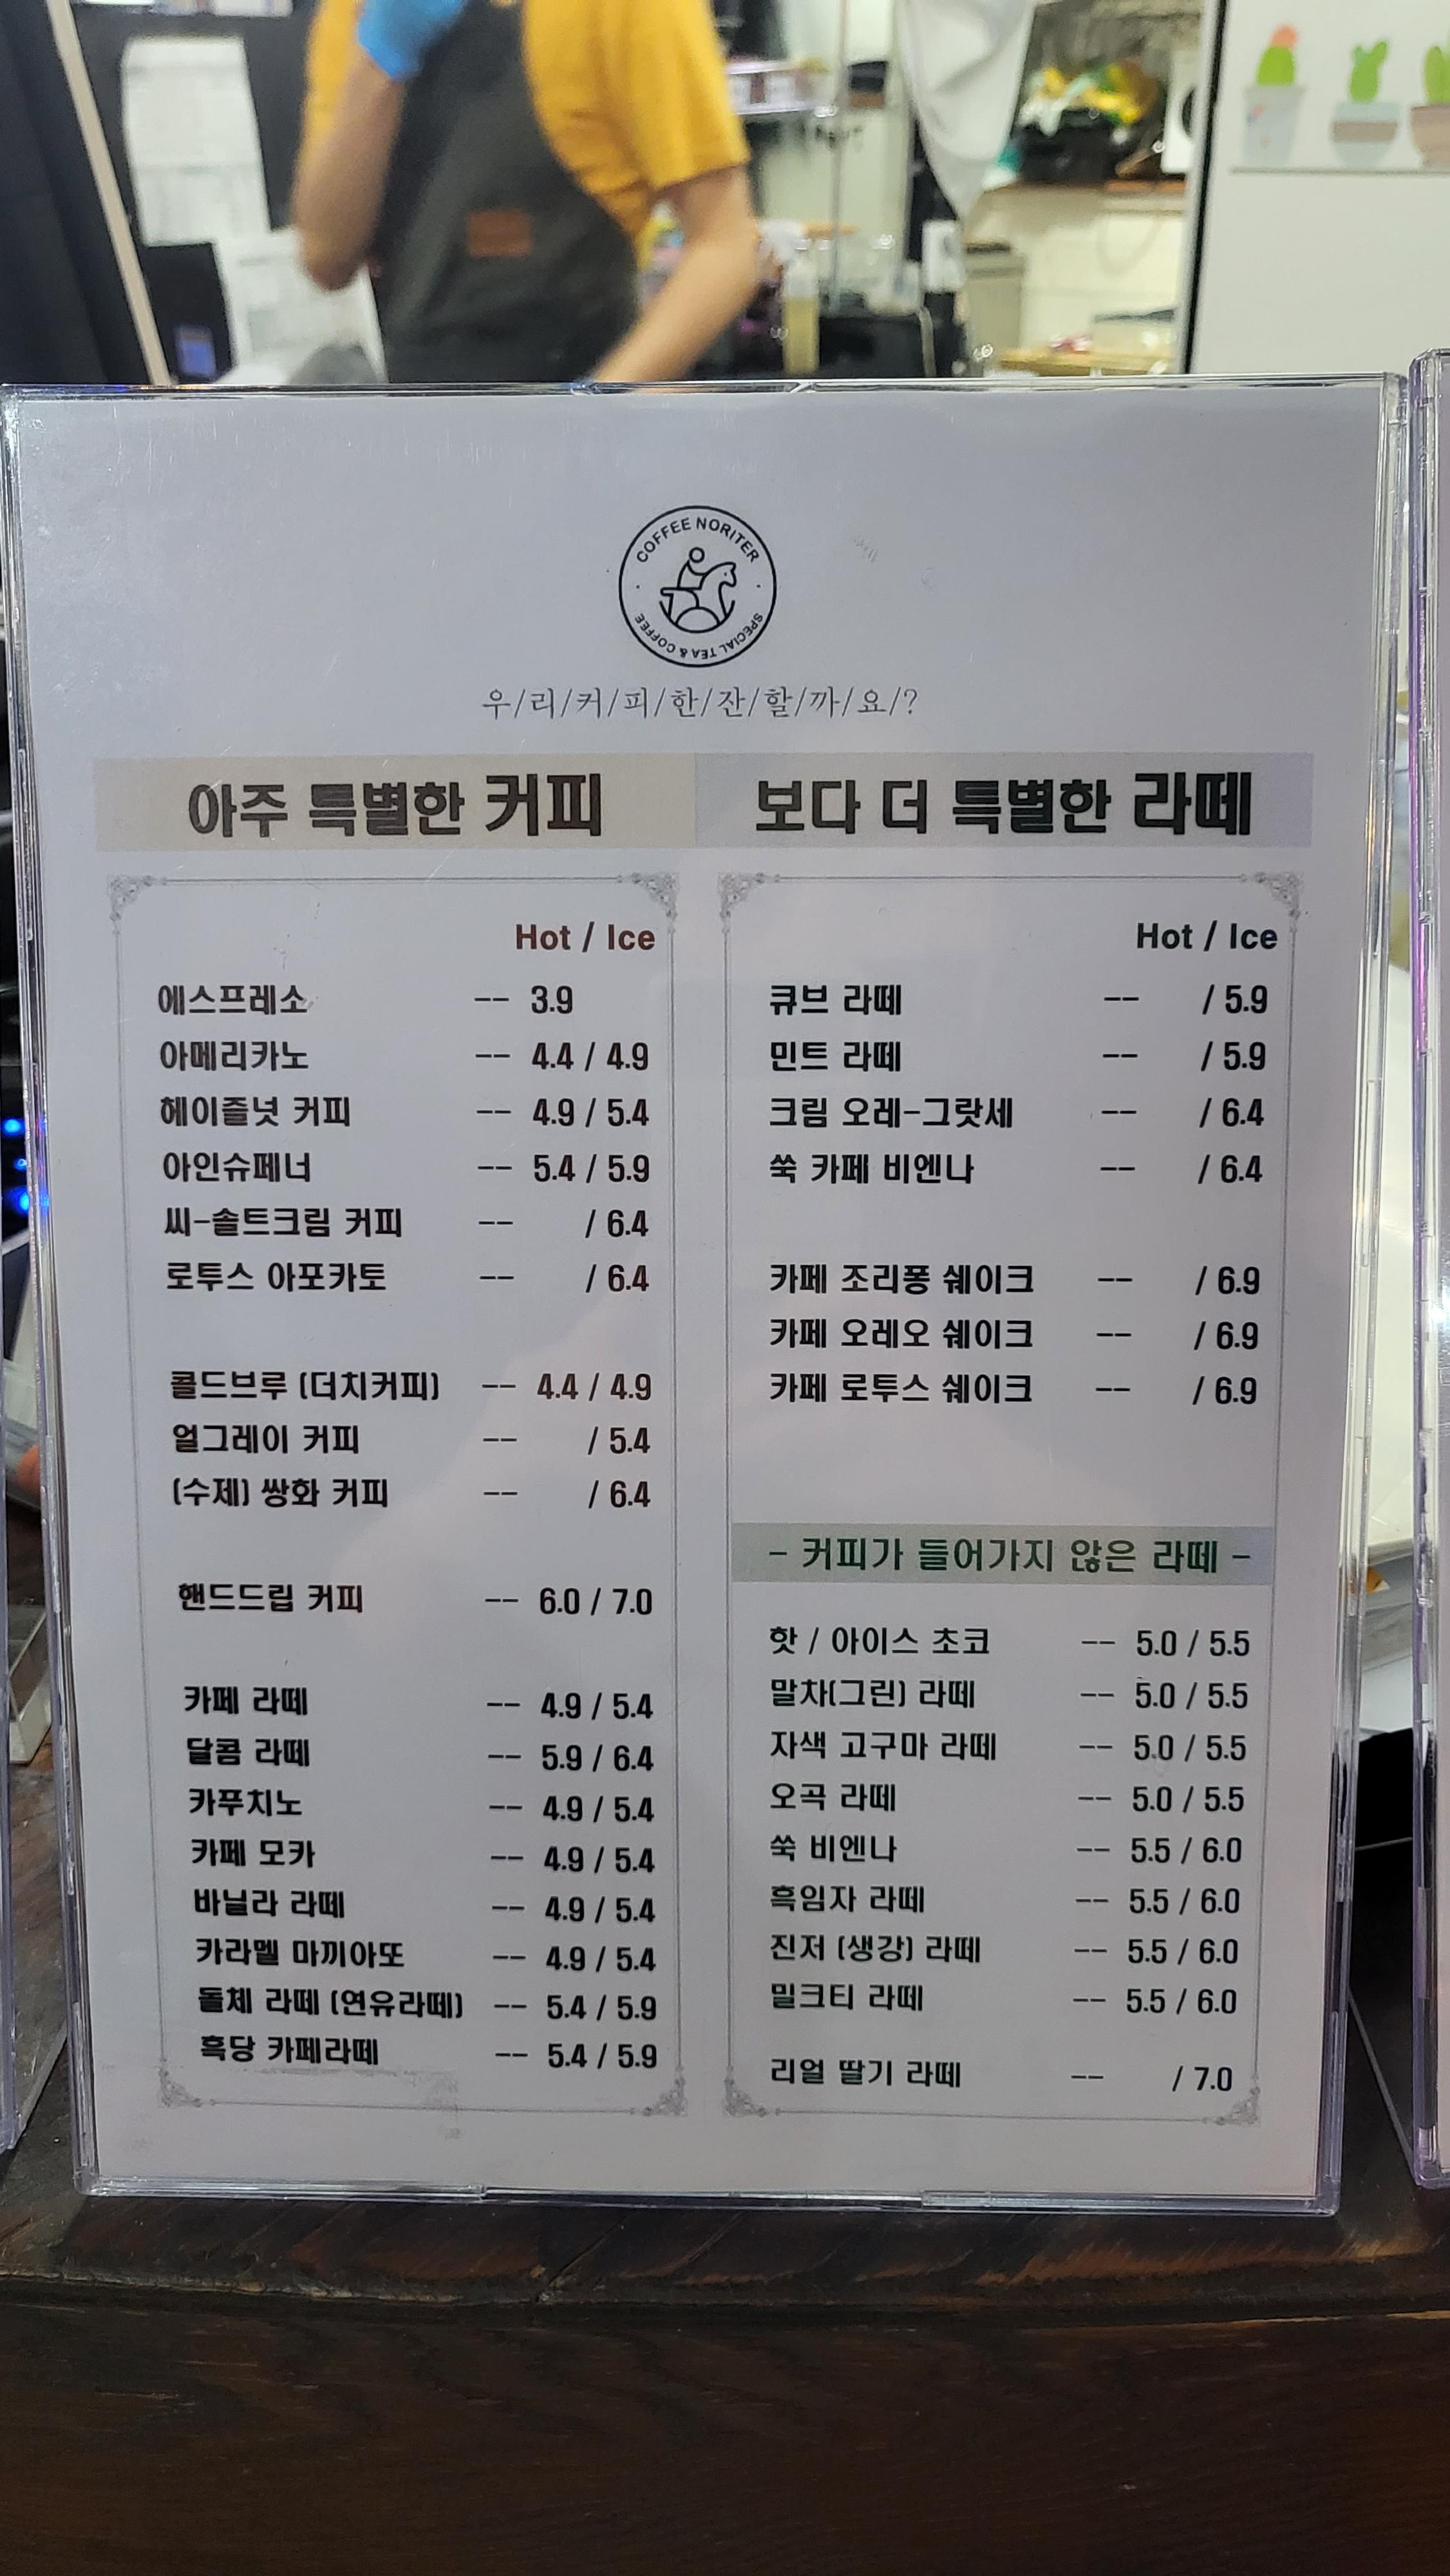 COFFEE NORITER
SPECIAL TEA & COFFEE
우/리/커/피/한/잔/할/까/요/?
아주 특별한 커피
Hot / Ice
에스프레소 -- 3.9
아메리카노 -- 4.4 / 4.9
헤이즐넛 커피 -- 4.9 / 5.4
아인슈페너 -- 5.4 / 5.9
씨-솔트크림 커피 -- / 6.4
로투스 아포카토 -- / 6.4
콜드브루 (더치커피) -- 4.4 / 4.9
얼그레이 커피 -- / 5.4
(수제) 쌍화 커피 -- / 6.4
핸드드립 커피 -- 6.0 / 7.0
카페 라떼 -- 4.9 / 5.4
달콤 라떼 -- 5.9 / 6.4
카푸치노 -- 4.9 / 5.4
카페 모카 -- 4.9 / 5.4
바닐라 라떼 -- 4.9 / 5.4
카라멜 마끼아또 -- 4.9 / 5.4
돌체 라떼 (연유라떼) -- 5.4 / 5.9
흑당 카페라떼 -- 5.4 / 5.9
보다 더 특별한 라떼
Hot / Ice
큐브 라떼 -- / 5.9
민트 라떼 -- / 5.9
크림 오레-그랏세 -- / 6.4
쑥 카페 비엔나 -- / 6.4
카페 조리퐁 쉐이크 -- / 6.9
카페 오레오 쉐이크 -- / 6.9
카페 로투스 쉐이크 -- / 6.9
- 커피가 들어가지 않은 라떼 -
핫 / 아이스 초코 -- 5.0 / 5.5
말차(그린) 라떼 -- 5.0 / 5.5
자색 고구마 라떼 -- 5.0 / 5.5
오곡 라떼 -- 5.0 / 5.5
쑥 비엔나 -- 5.5 / 6.0
흑임자 라떼 -- 5.5 / 6.0
진저 (생강) 라떼 -- 5.5 / 6.0
밀크티 라떼 -- 5.5 / 6.0
리얼 딸기 라떼 -- / 7.0